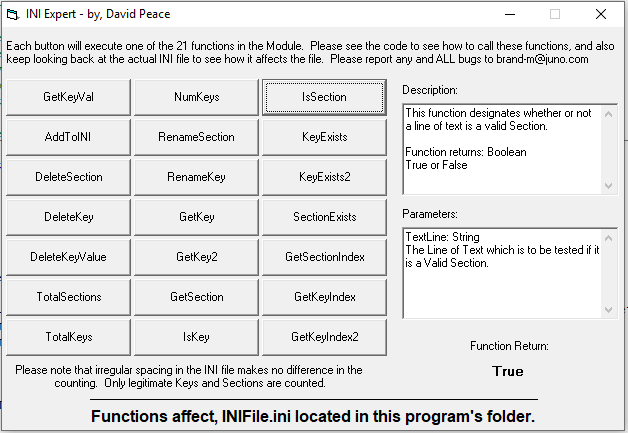 INI Expert - by, David Peace
Each button will execute one of the 21 functions in the Module.  Please see the code to see how to call these functions, and also
keep looking back at the actual INI file to see how it affects the file.  Please report any and ALL bugs to brand-m@juno.com
GetKeyVal
NumKeys
IsSection
AddToINI
RenameSection
KeyExists
DeleteSection
RenameKey
KeyExists2
DeleteKey
GetKey
SectionExists
DeleteKeyValue
GetKey2
GetSectionIndex
TotalSections
GetSection
GetKeyIndex
TotalKeys
IsKey
GetKeyIndex2
Please note that irregular spacing in the INI file makes no difference in the
counting.  Only legitimate Keys and Sections are counted.
Description:
This function designates whether or not
a line of text is a valid Section.
Function returns: Boolean
True or False
Parameters:
TextLine: String
The Line of Text which is to be tested if it
is a Valid Section.
Function Return:
True
Functions affect, INIFile.ini located in this program's folder.